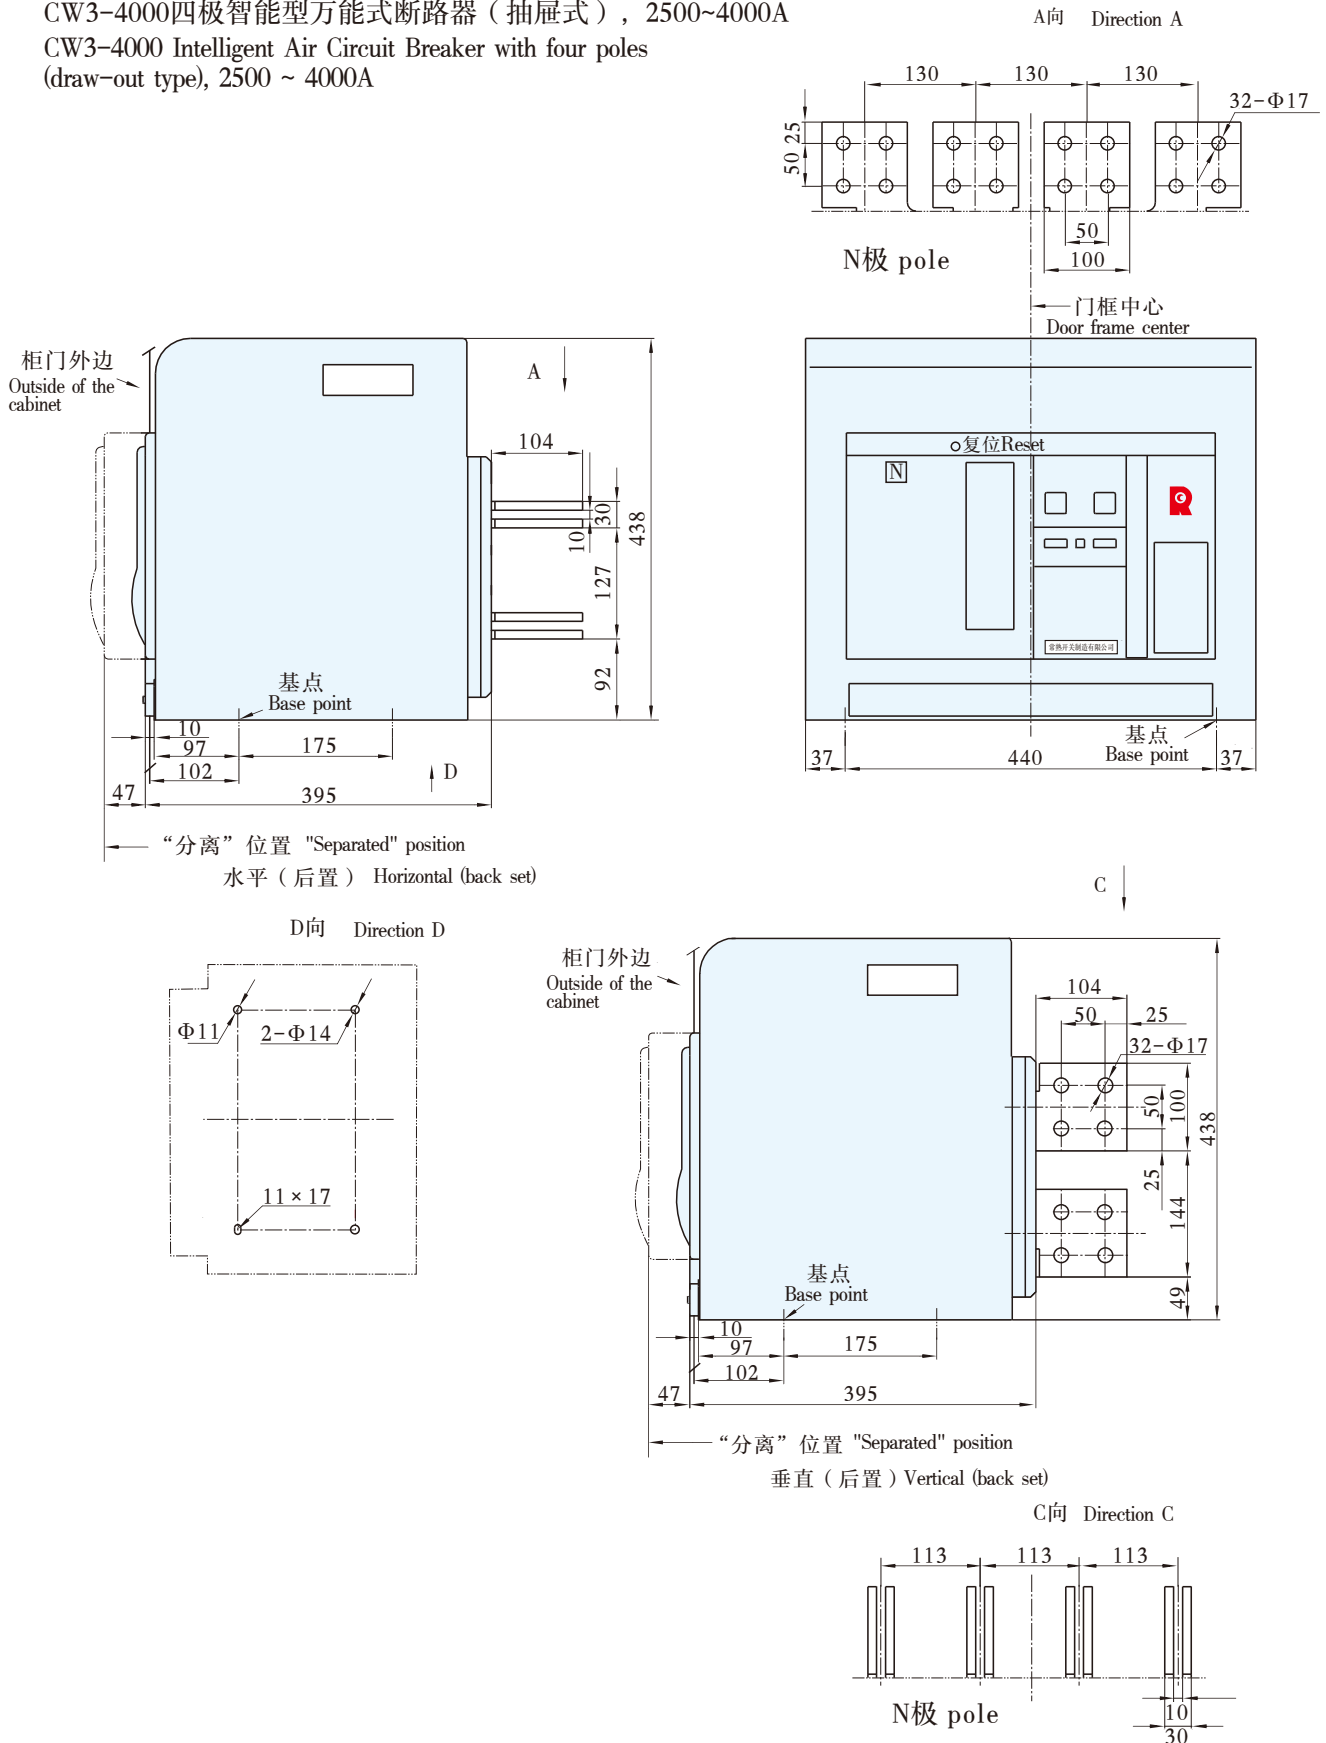 CW3-4000四极智能型万能式断路器（抽屉式），2500~4000A
CW3-4000 Intelligent Air Circuit Breaker with four poles
(draw-out type), 2500 ~ 4000A
A向 Direction A
130 130 130
32-Φ17
25
50
50
100
N极 pole
门框中心
Door frame center
柜门外边
Outside of the
cabinet
A
104
30
10
438
127
92
基点
Base point
10
97
175
102
D
47
395
“分离”位置 "Separated" position
水平（后置） Horizontal (back set)
复位Reset
N
R
常熟开关制造有限公司
基点
Base point
37
440
37
D向 Direction D
Φ11
2-Φ14
11×17
C
柜门外边
Outside of the
cabinet
104
50
25
32-Φ17
50
100
438
25
144
49
基点
Base point
10
97
175
102
47
395
“分离”位置 "Separated" position
垂直（后置）Vertical (back set)
C向 Direction C
113 113 113
N极 pole
10
30